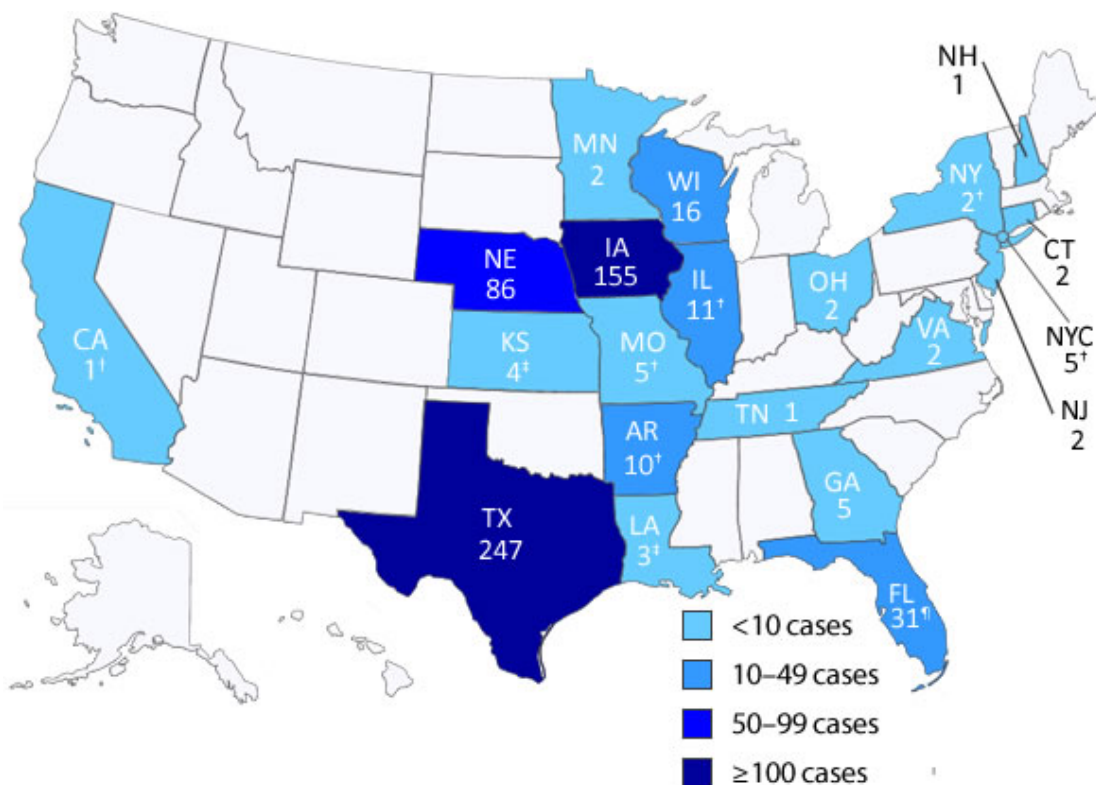 NH
1
MN
2
WI
16
NY
2†
IA
155
CT
2
NE
86
IL
11†
OH
2
VA
2
NYC
5†
CA
1†
KS
4‡
MO
5†
TN 1
NJ
2
AR
10†
GA
5
TX
247
LA
3‡
FL
31¶
<10 cases
10–49 cases
50–99 cases
≥100 cases